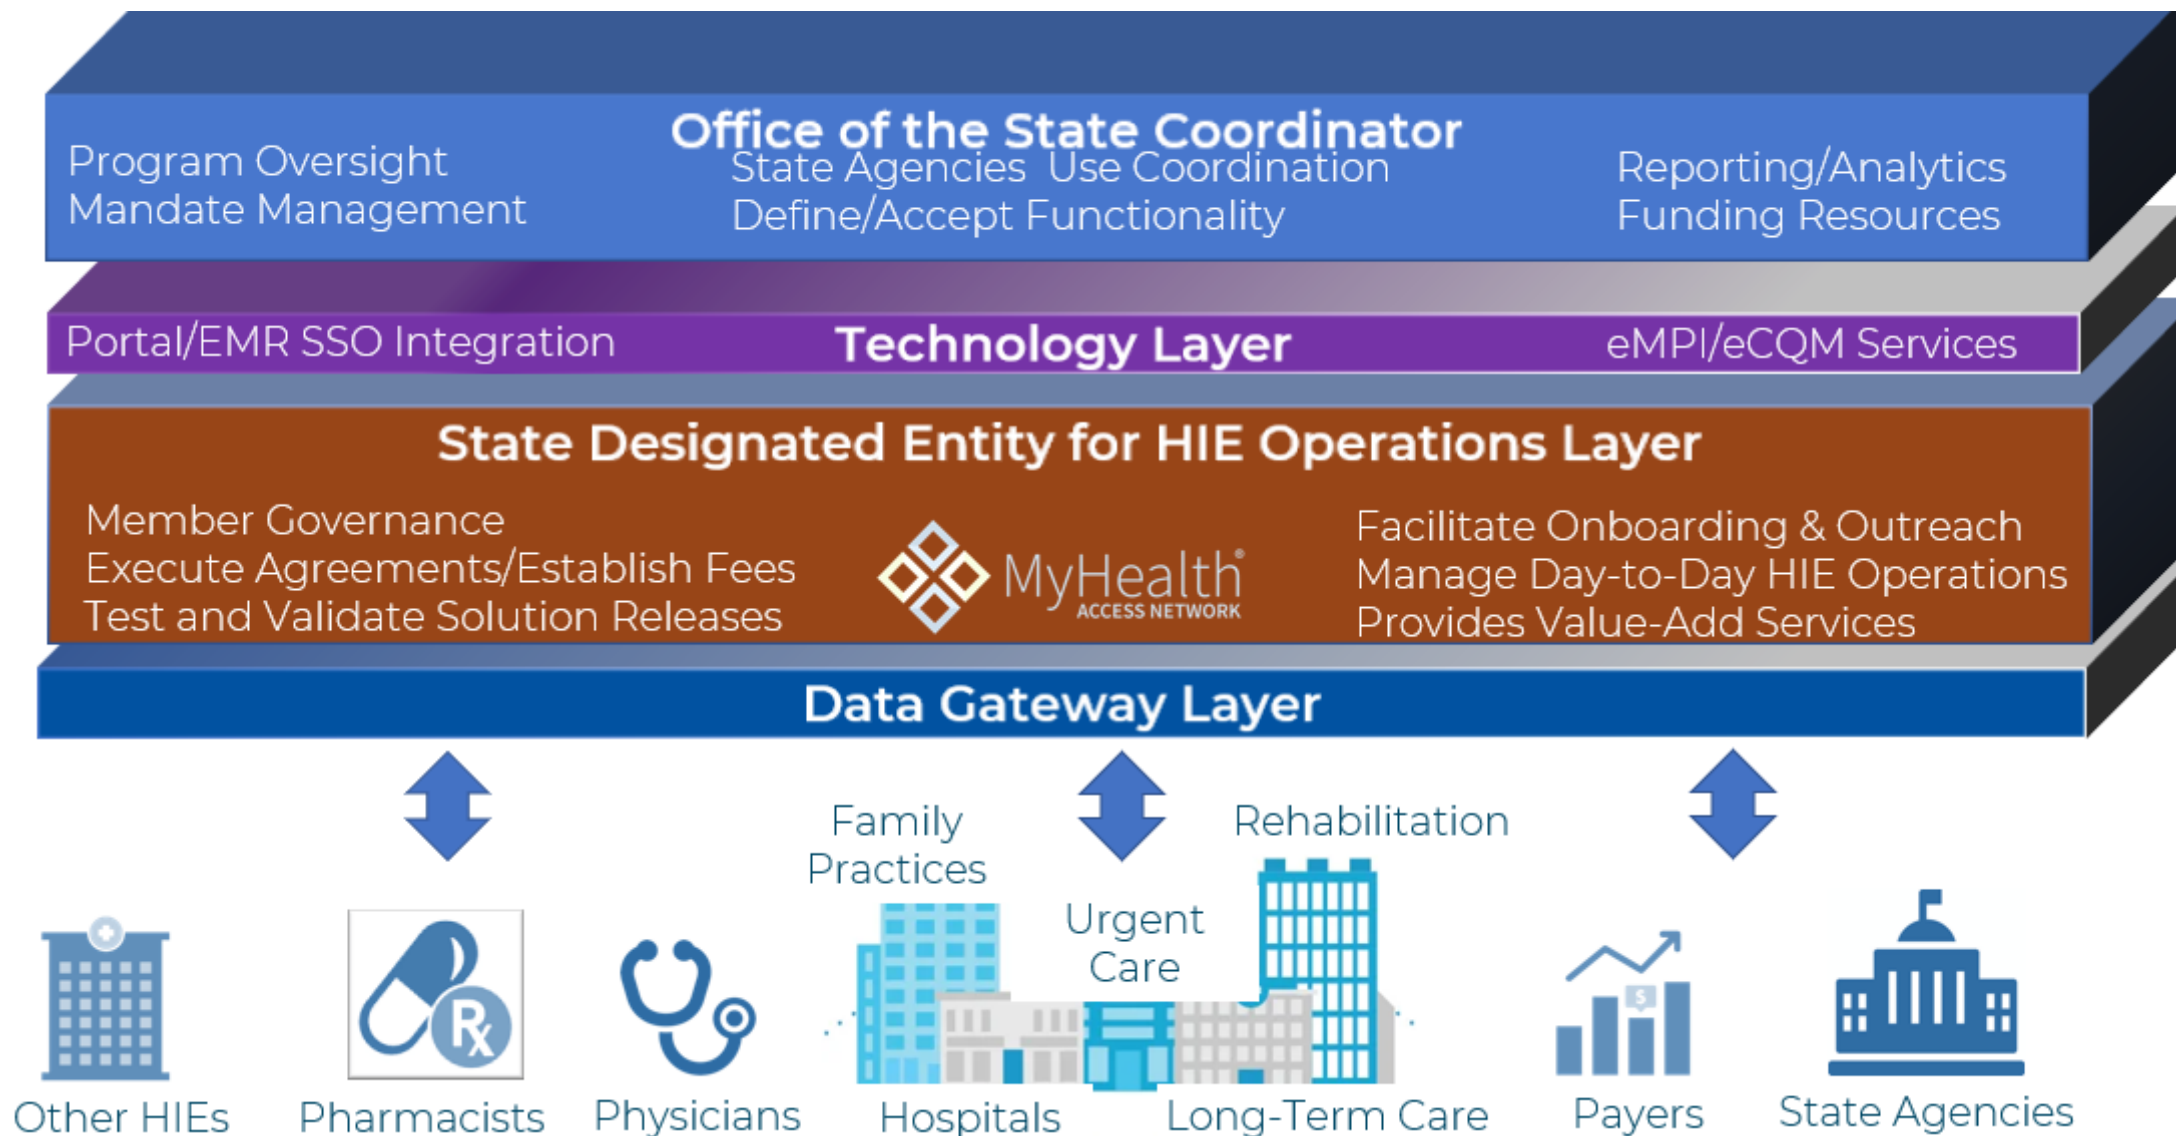 Office of the State Coordinator
Program Oversight
Mandate Management
State Agencies  Use Coordination
Define/Accept Functionality
Reporting/Analytics
Funding Resources
Portal/EMR SSO Integration
Technology Layer
eMPI/eCQM Services
State Designated Entity for HIE Operations Layer
Member Governance
Execute Agreements/Establish Fees
Test and Validate Solution Releases
MyHealth®
ACCESS NETWORK
Facilitate Onboarding & Outreach
Manage Day-to-Day HIE Operations
Provides Value-Add Services
Data Gateway Layer
Family
Practices
Urgent
Care
Rehabilitation
Rx
$
Other HIEs
Pharmacists
Physicians
Hospitals
Long-Term Care
Payers
State Agencies